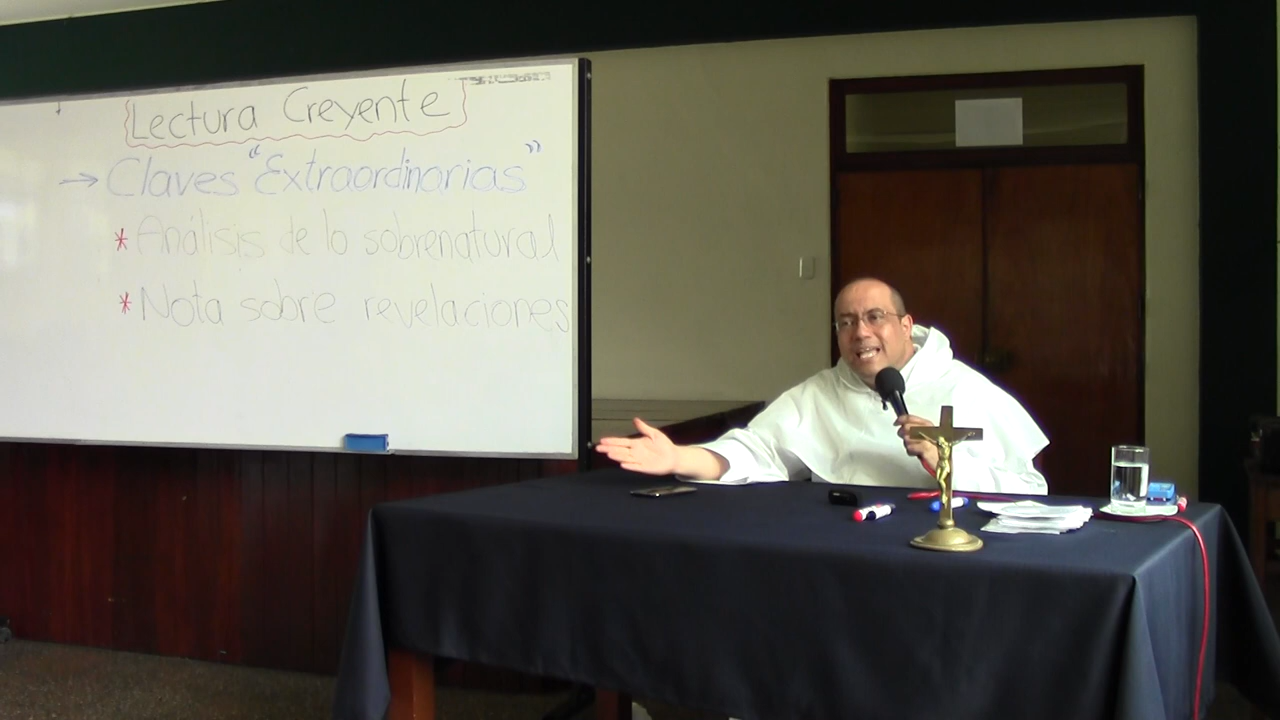 Lectura Creyente
→ Claves "Extraordinarias"
* Análisis de lo sobrenatural
* Nota sobre revelaciones